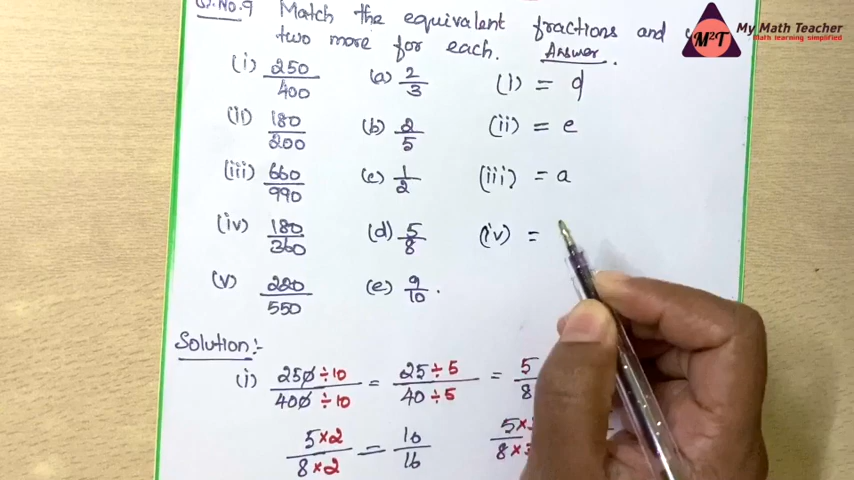 Q.No.9 Match the equivalent fractions and
two more for each. Answer.
(i) 250/400 (a) 2/3 (i) = d
(ii) 180/200 (b) 2/5 (ii) = e
(iii) 660/990 (c) 1/2 (iii) = a
(iv) 180/360 (d) 5/8 (iv) =
(v) 220/550 (e) 9/10.
Solution:-
(i) 250÷10/400÷10 = 25÷5/40÷5 = 5/8
5×2/8×2 = 10/16 5×/8×
M²T
My Math Teacher
Math learning simplified